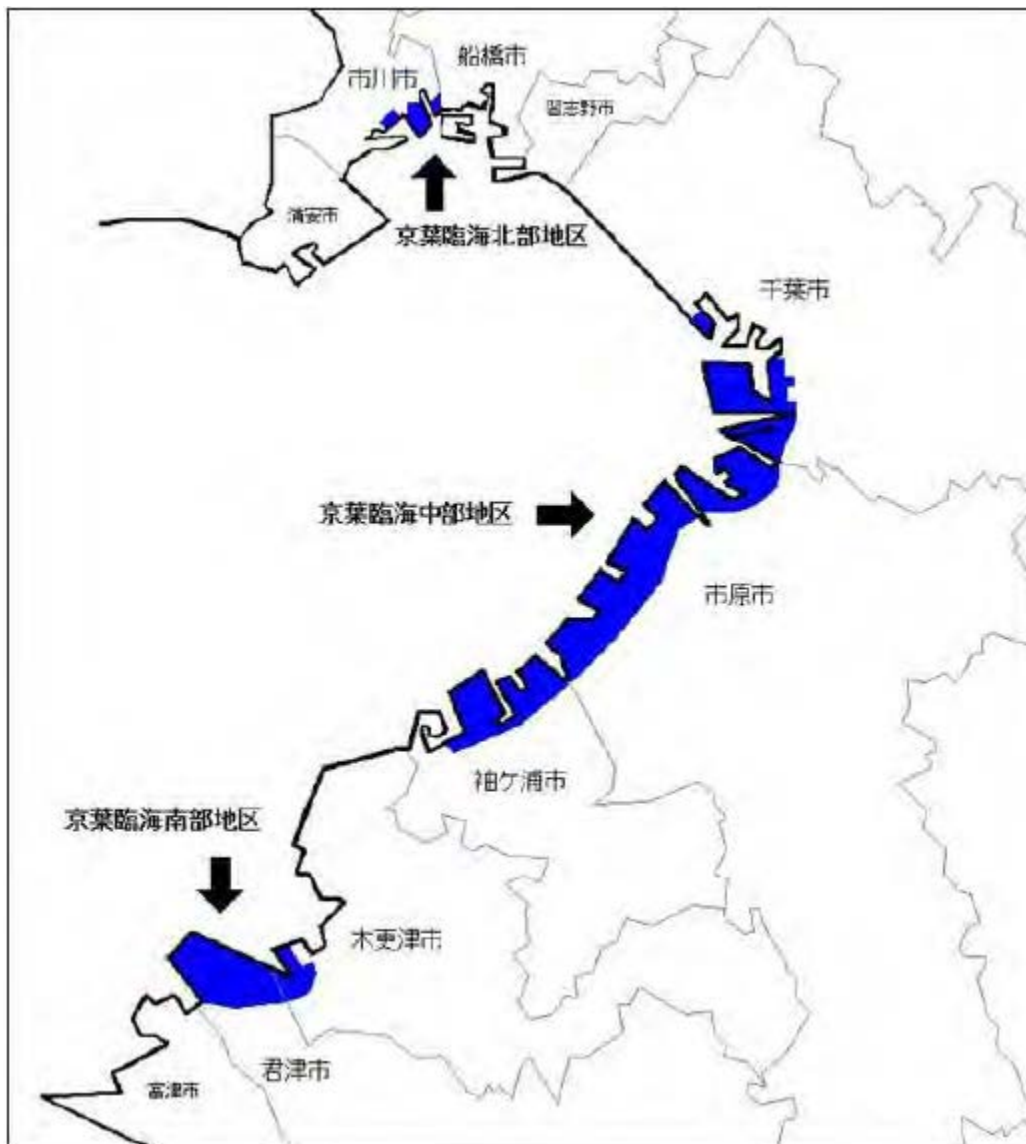 船橋市
市川市
習志野市
浦安市
京葉臨海北部地区
千葉市
京葉臨海中部地区
市原市
袖ケ浦市
京葉臨海南部地区
木更津市
君津市
富津市